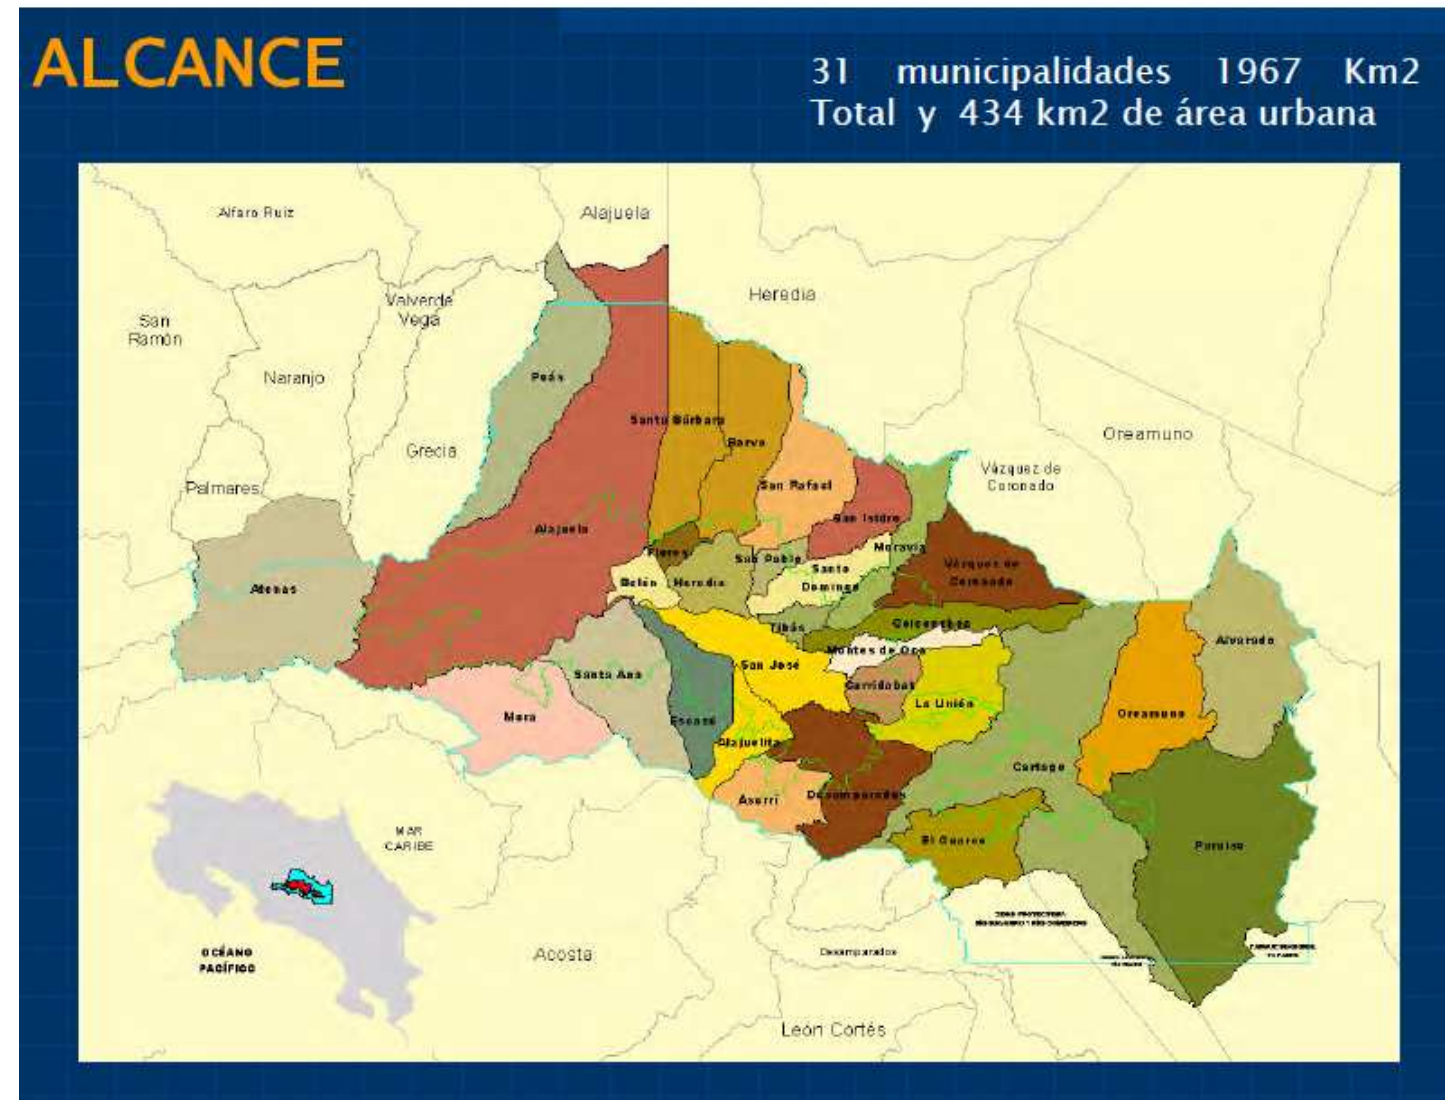 ALCANCE
31 municipalidades 1967 Km2
Total y 434 km2 de área urbana
Alfaro Ruiz
Alajuela
Heredia
Valverde
Vega
San
Ramón
Naranjo
Poás
Santa Bárbara
Barva
Grecia
Oreamuno
Vázquez de
Coronado
Palmares
San Rafael
San Isidro
Alajuela
Moravia
Flores
San Pablo
Santo
Domingo
Vázquez de
Coronado
Atenas
Belén
Heredia
Tibás
Goicoechea
Alvarado
Montes de Oca
San José
Santa Ana
Curridabat
La Unión
Mora
Escazú
Oreamuno
Alajuelita
Cartago
Aserrí
Desamparados
El Guarco
Paraíso
MAR
CARIBE
OCÉANO
PACÍFICO
Acosta
Desamparados
León Cortés